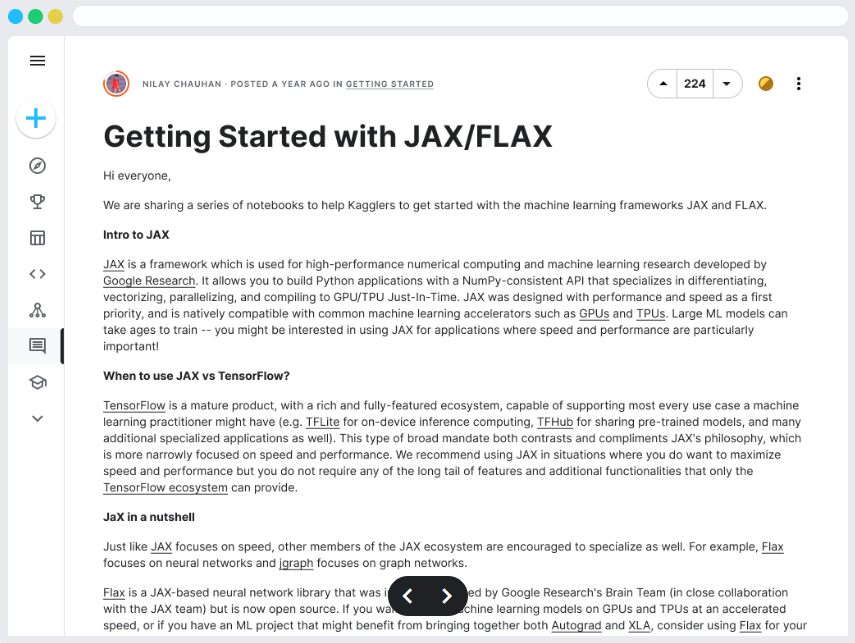 NILAY CHAUHAN · POSTED A YEAR AGO IN GETTING STARTED
224
Getting Started with JAX/FLAX
Hi everyone,
We are sharing a series of notebooks to help Kagglers to get started with the machine learning frameworks JAX and FLAX.
Intro to JAX
JAX is a framework which is used for high-performance numerical computing and machine learning research developed by
Google Research. It allows you to build Python applications with a NumPy-consistent API that specializes in differentiating,
vectorizing, parallelizing, and compiling to GPU/TPU Just-In-Time. JAX was designed with performance and speed as a first
priority, and is natively compatible with common machine learning accelerators such as GPUs and TPUs. Large ML models can
take ages to train -- you might be interested in using JAX for applications where speed and performance are particularly
important!
When to use JAX vs TensorFlow?
TensorFlow is a mature product, with a rich and fully-featured ecosystem, capable of supporting most every use case a machine
learning practitioner might have (e.g. TFLite for on-device inference computing, TFHub for sharing pre-trained models, and many
additional specialized applications as well). This type of broad mandate both contrasts and compliments JAX's philosophy, which
is more narrowly focused on speed and performance. We recommend using JAX in situations where you do want to maximize
speed and performance but you do not require any of the long tail of features and additional functionalities that only the
TensorFlow ecosystem can provide.
JaX in a nutshell
Just like JAX focuses on speed, other members of the JAX ecosystem are encouraged to specialize as well. For example, Flax
focuses on neural networks and jgraph focuses on graph networks.
Flax is a JAX-based neural network library that was ed by Google Research's Brain Team (in close collaboration
with the JAX team) but is now open source. If you machine learning models on GPUs and TPUs at an accelerated
speed, or if you have an ML project that might benefit from bringing together both Autograd and XLA, consider using Flax for your